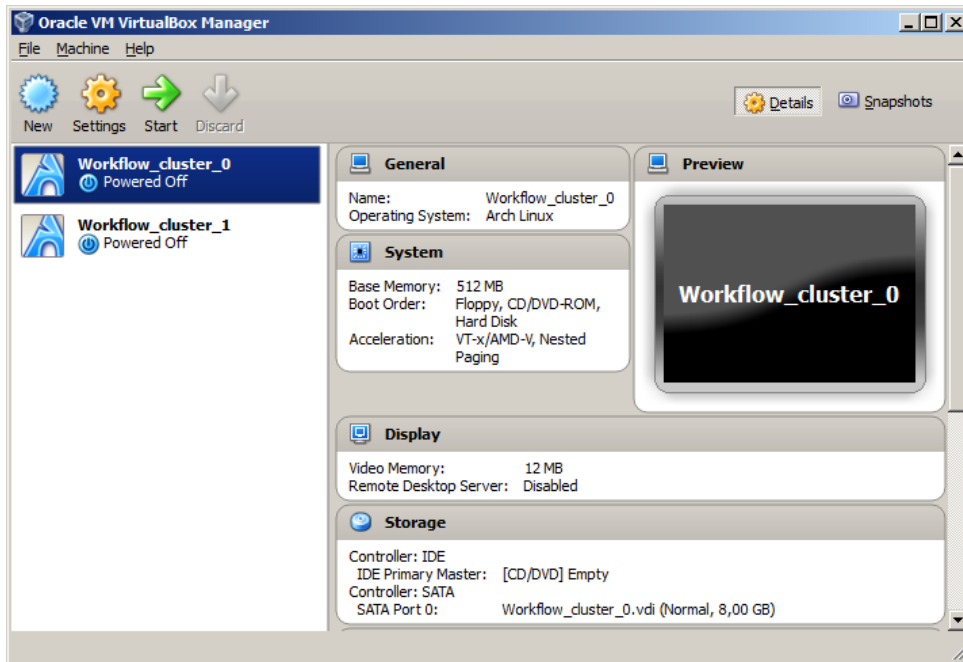 Oracle VM VirtualBox Manager
File Machine Help
New Settings Start Discard
Details Snapshots
Workflow_cluster_0
Powered Off
Workflow_cluster_1
Powered Off
General
Name: Workflow_cluster_0
Operating System: Arch Linux
System
Base Memory: 512 MB
Boot Order: Floppy, CD/DVD-ROM,
Hard Disk
Acceleration: VT-x/AMD-V, Nested
Paging
Preview
Workflow_cluster_0
Display
Video Memory: 12 MB
Remote Desktop Server: Disabled
Storage
Controller: IDE
IDE Primary Master: [CD/DVD] Empty
Controller: SATA
SATA Port 0: Workflow_cluster_0.vdi (Normal, 8,00 GB)